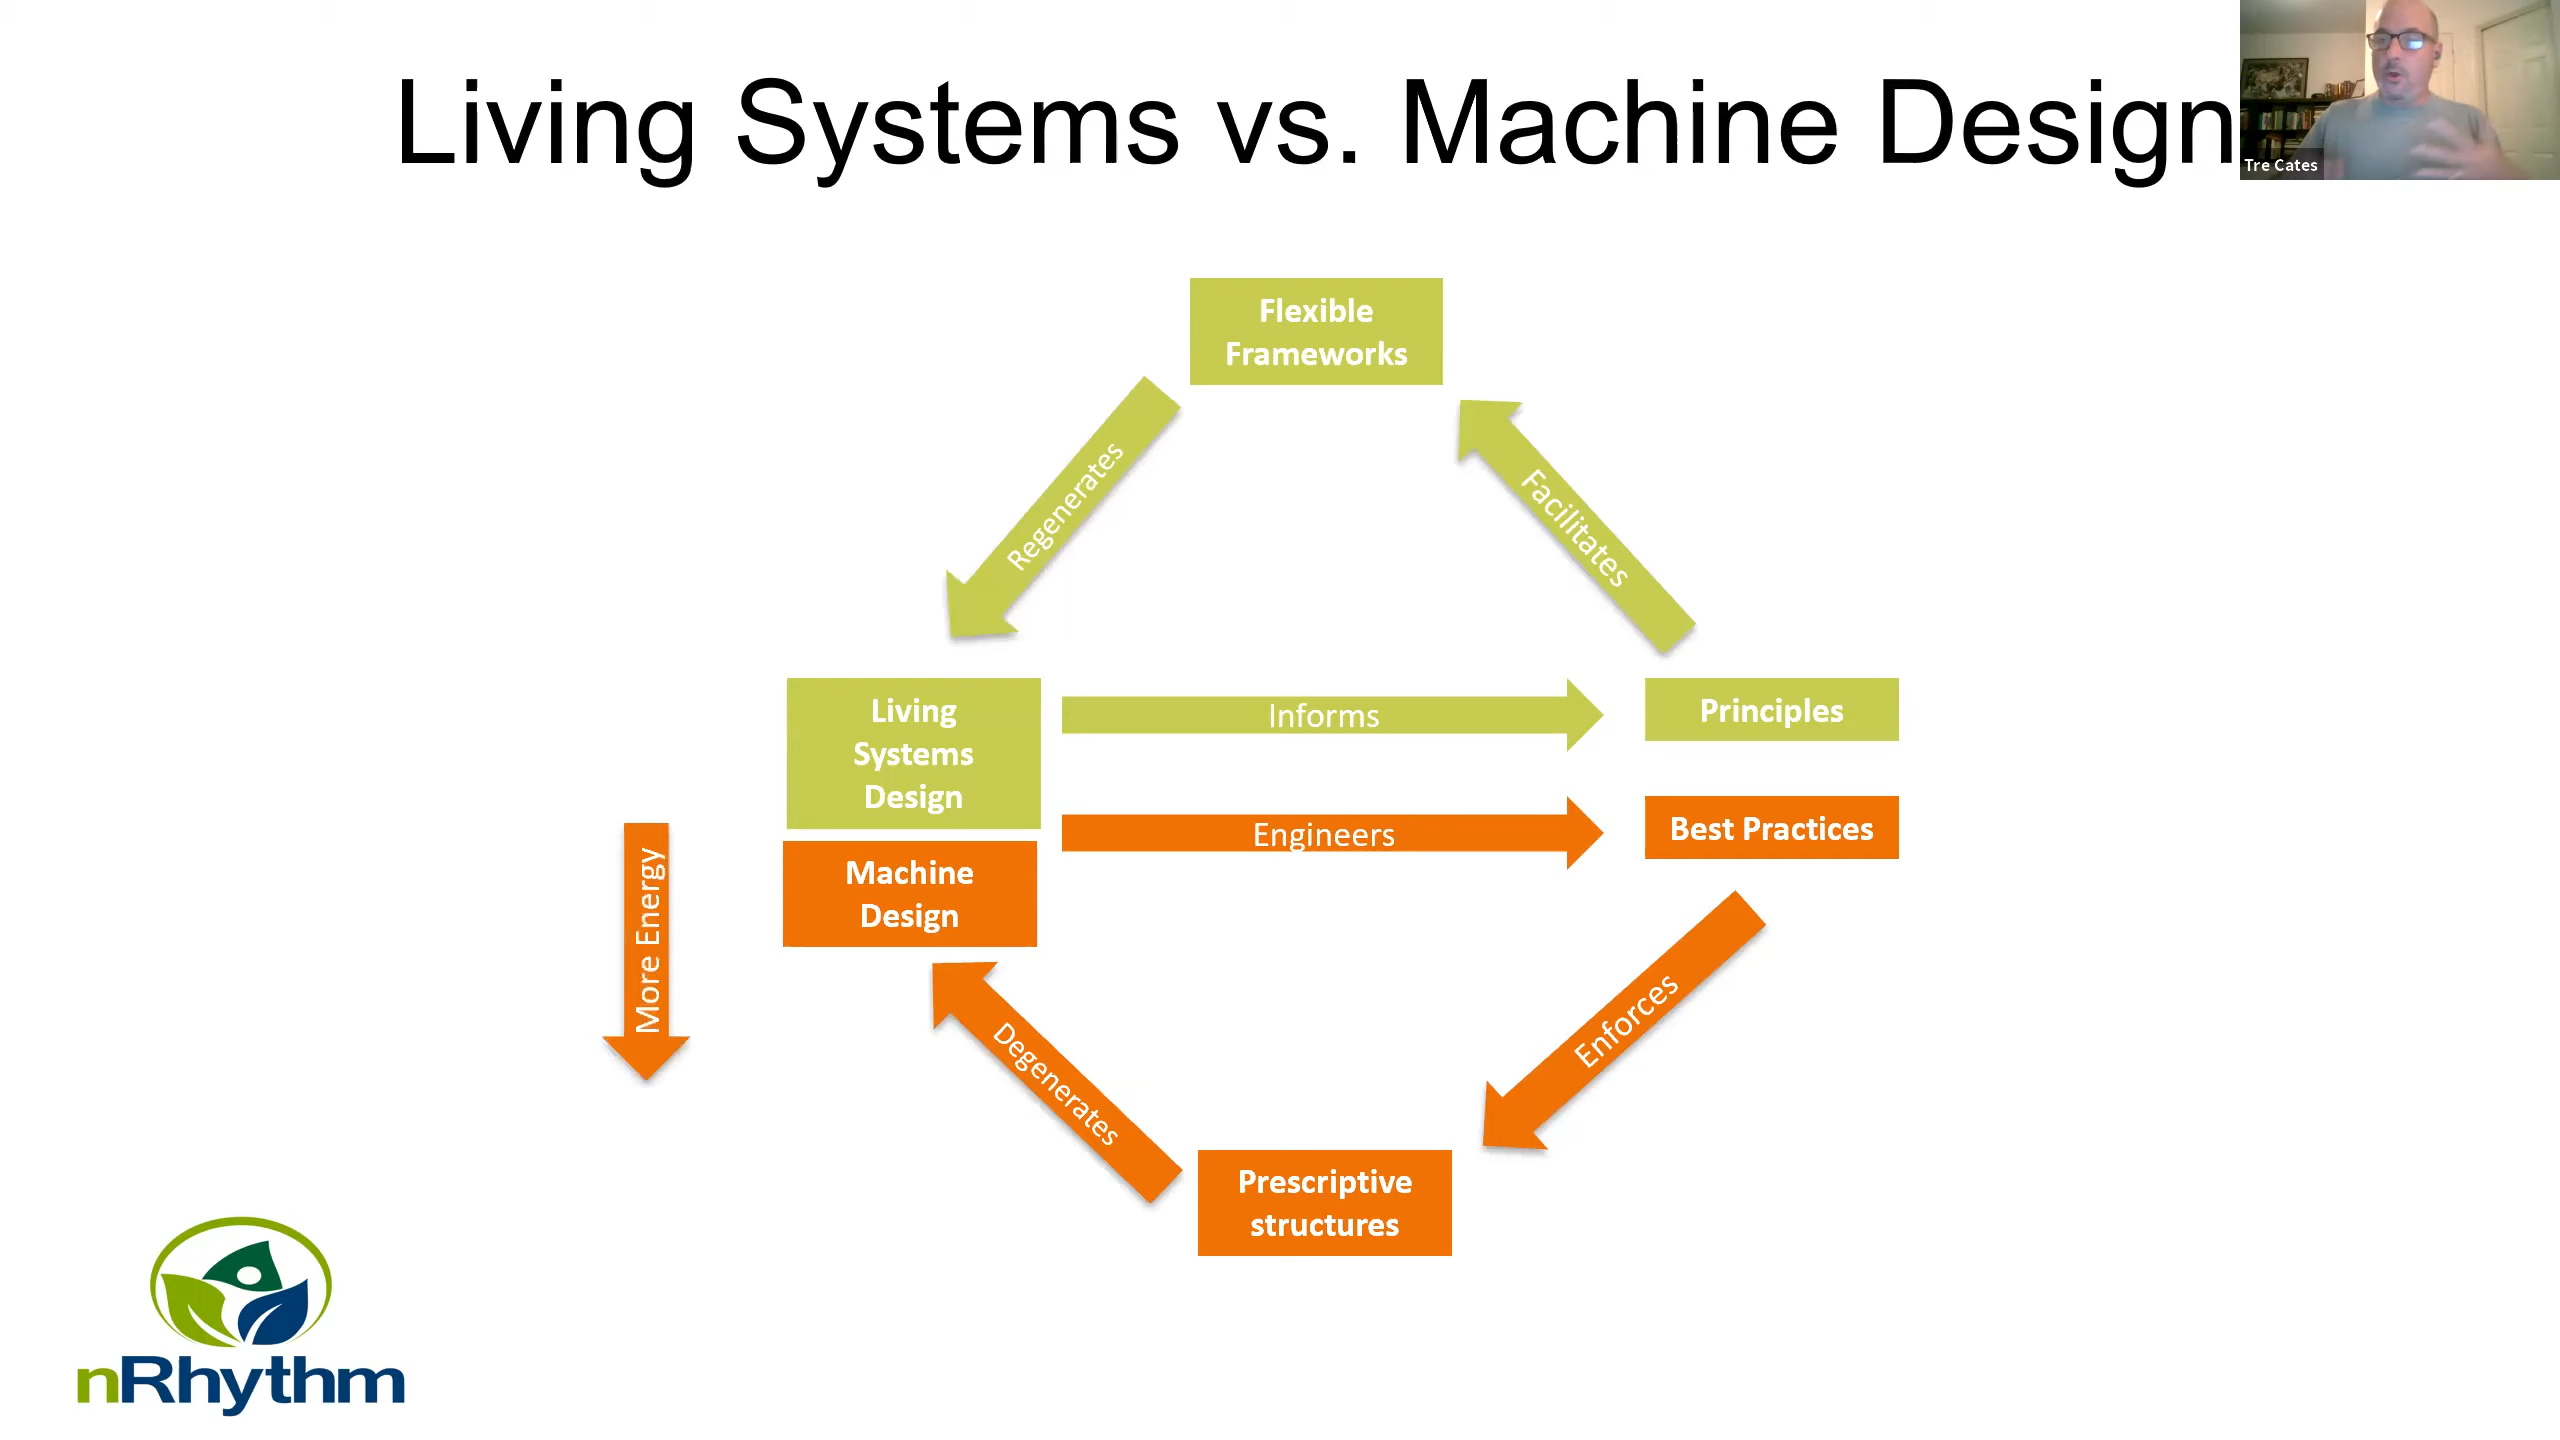 Living Systems vs. Machine Design
Tre Cates
Flexible
Frameworks
Regenerates
Facilitates
Living
Systems
Design
Informs
Principles
Engineers
Best Practices
Machine
Design
More Energy
Enforces
Degenerates
Prescriptive
structures
nRhythm